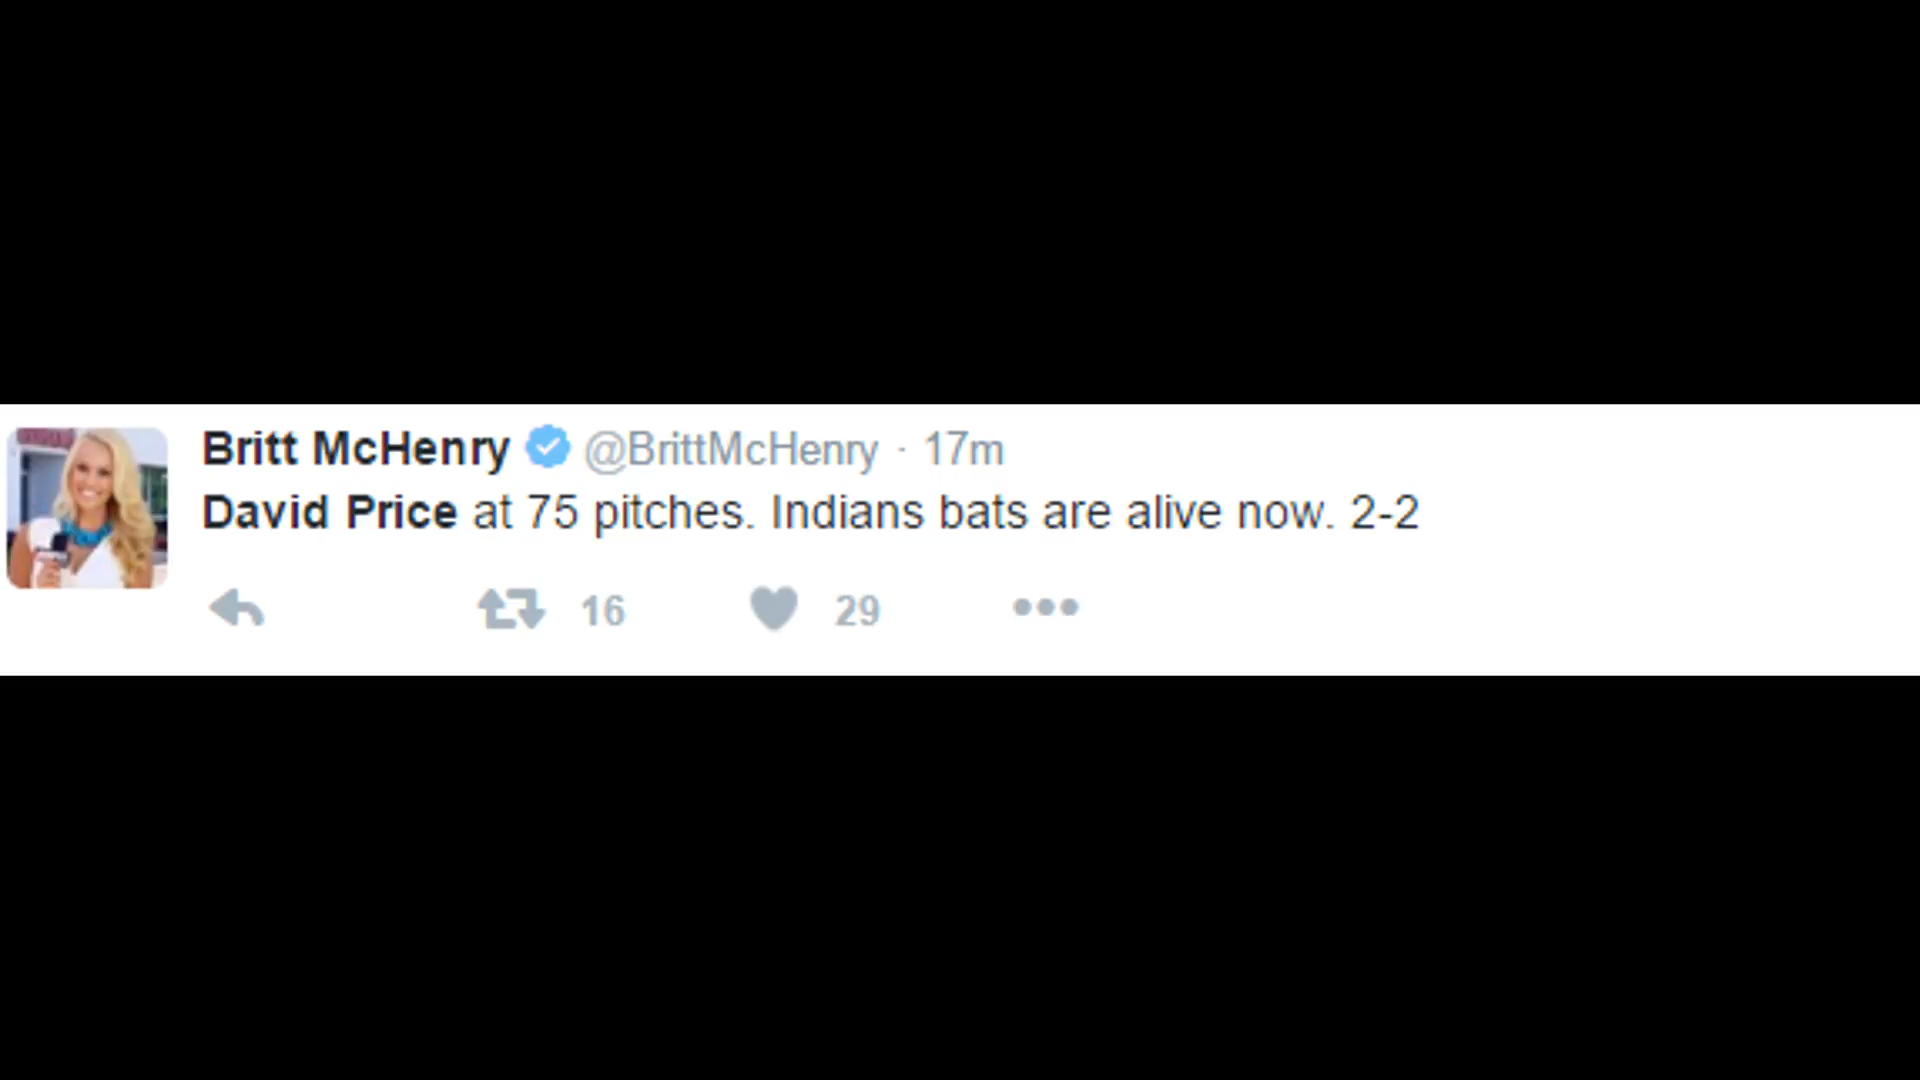 Britt McHenry @BrittMcHenry · 17m
David Price at 75 pitches. Indians bats are alive now. 2-2
16 29